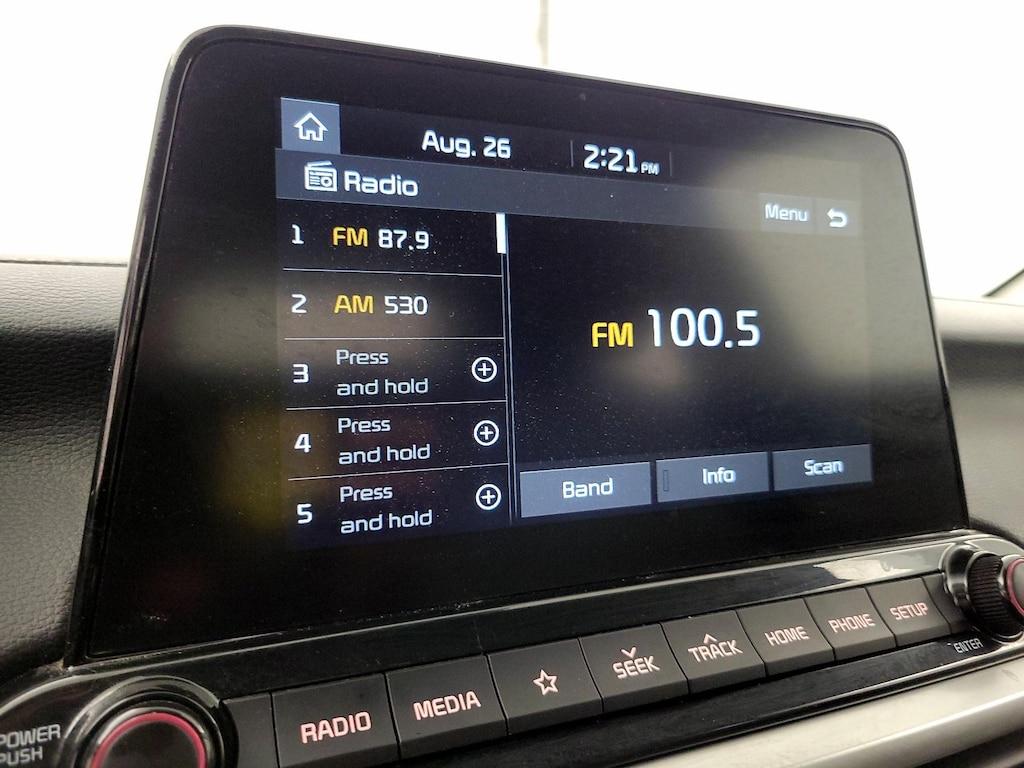 Aug. 26
2:21 PM
Radio
Menu
1 FM 87.9
2 AM 530
3 Press
and hold
4 Press
and hold
5 Press
and hold
FM 100.5
Band
Info
Scan
POWER
PUSH
RADIO
MEDIA
SEEK
TRACK
HOME
PHONE
SETUP
ENTER